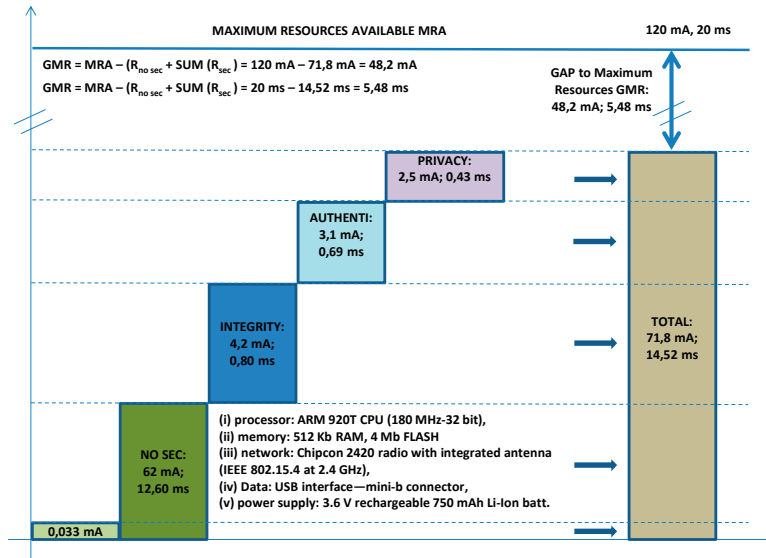 MAXIMUM RESOURCES AVAILABLE MRA
120 mA, 20 ms
GMR = MRA – (Rno sec + SUM (Rsec) = 120 mA – 71,8 mA = 48,2 mA
GMR = MRA – (Rno sec + SUM (Rsec) = 20 ms – 14,52 ms = 5,48 ms
GAP to Maximum
Resources GMR:
48,2 mA; 5,48 ms
PRIVACY:
2,5 mA; 0,43 ms
AUTHENTI:
3,1 mA;
0,69 ms
INTEGRITY:
4,2 mA;
0,80 ms
TOTAL:
71,8 mA;
14,52 ms
NO SEC:
62 mA;
12,60 ms
(i) processor: ARM 920T CPU (180 MHz-32 bit),
(ii) memory: 512 Kb RAM, 4 Mb FLASH
(iii) network: Chipcon 2420 radio with integrated antenna
(IEEE 802.15.4 at 2.4 GHz),
(iv) Data: USB interface—mini-b connector,
(v) power supply: 3.6 V rechargeable 750 mAh Li-Ion batt.
0,033 mA